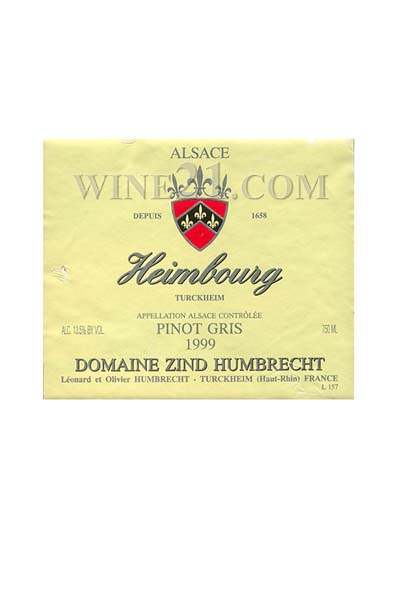 ALSACE
WINE21.COM
DEPUIS 1658
Heimbourg
TURCKHEIM
APPELLATION ALSACE CONTRÔLÉE
ALC. 13.5% BY VOL. PINOT GRIS 750 ML
1999
DOMAINE ZIND HUMBRECHT
Léonard et Olivier HUMBRECHT - TURCKHEIM (Haut-Rhin) FRANCE
L 157